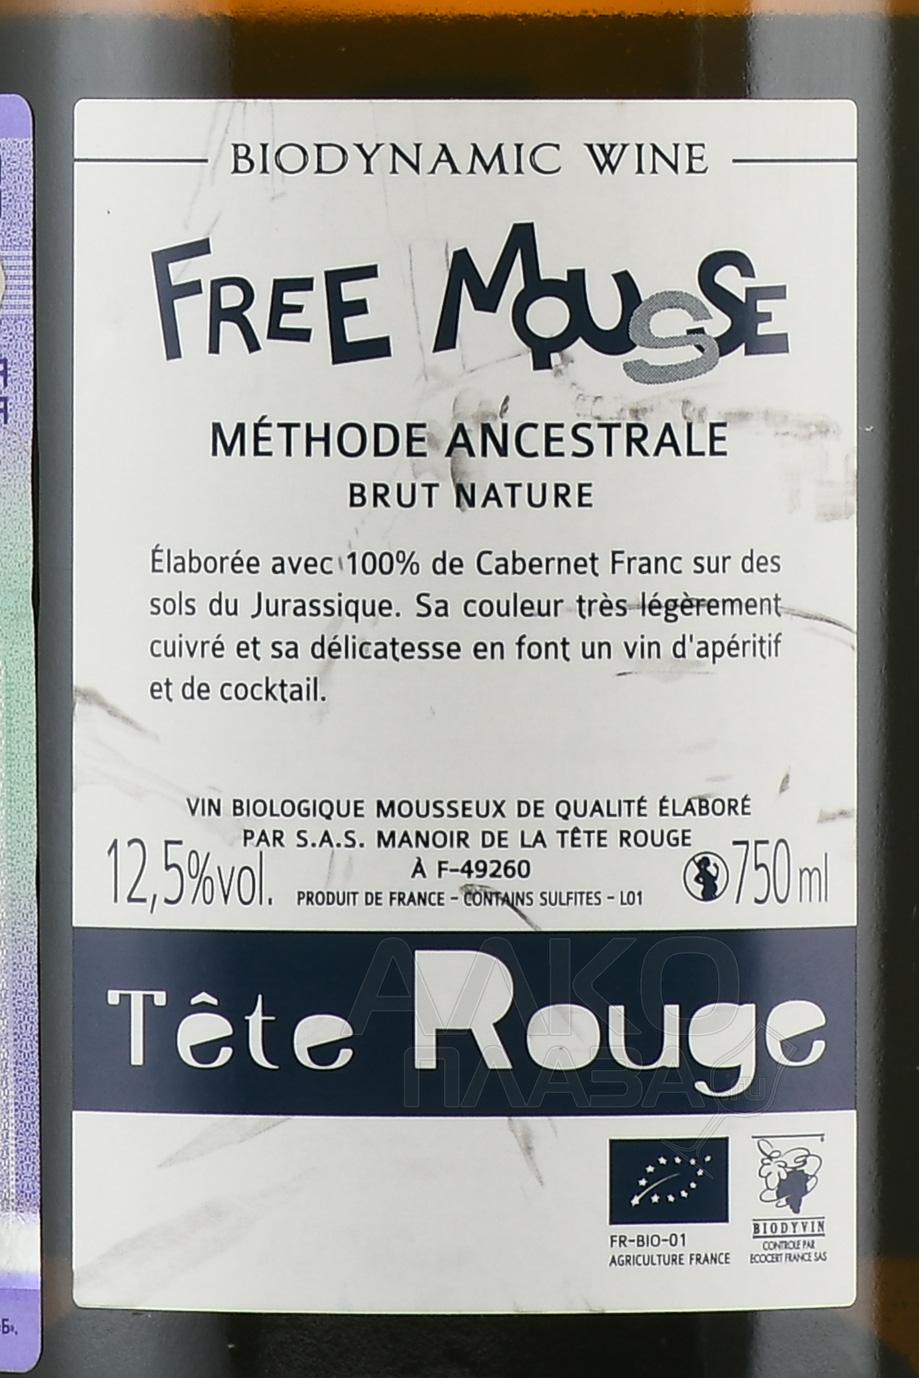 BIODYNAMIC WINE
FREE MOUSSE
MÉTHODE ANCESTRALE
BRUT NATURE
Élaborée avec 100% de Cabernet Franc sur des
sols du Jurassique. Sa couleur très légèrement
cuivré et sa délicatesse en font un vin d'apéritif
et de cocktail.
VIN BIOLOGIQUE MOUSSEUX DE QUALITÉ ÉLABORÉ
PAR S.A.S. MANOIR DE LA TÊTE ROUGE
À F-49260
12,5%vol.
PRODUIT DE FRANCE - CONTAINS SULFITES - L01
750 ml
Tête Rouge
АЛКО
ПЛАЗА.ru
FR-BIO-01
AGRICULTURE FRANCE
BIODYVIN
CONTROLE PAR
ECOCERT FRANCE SAS